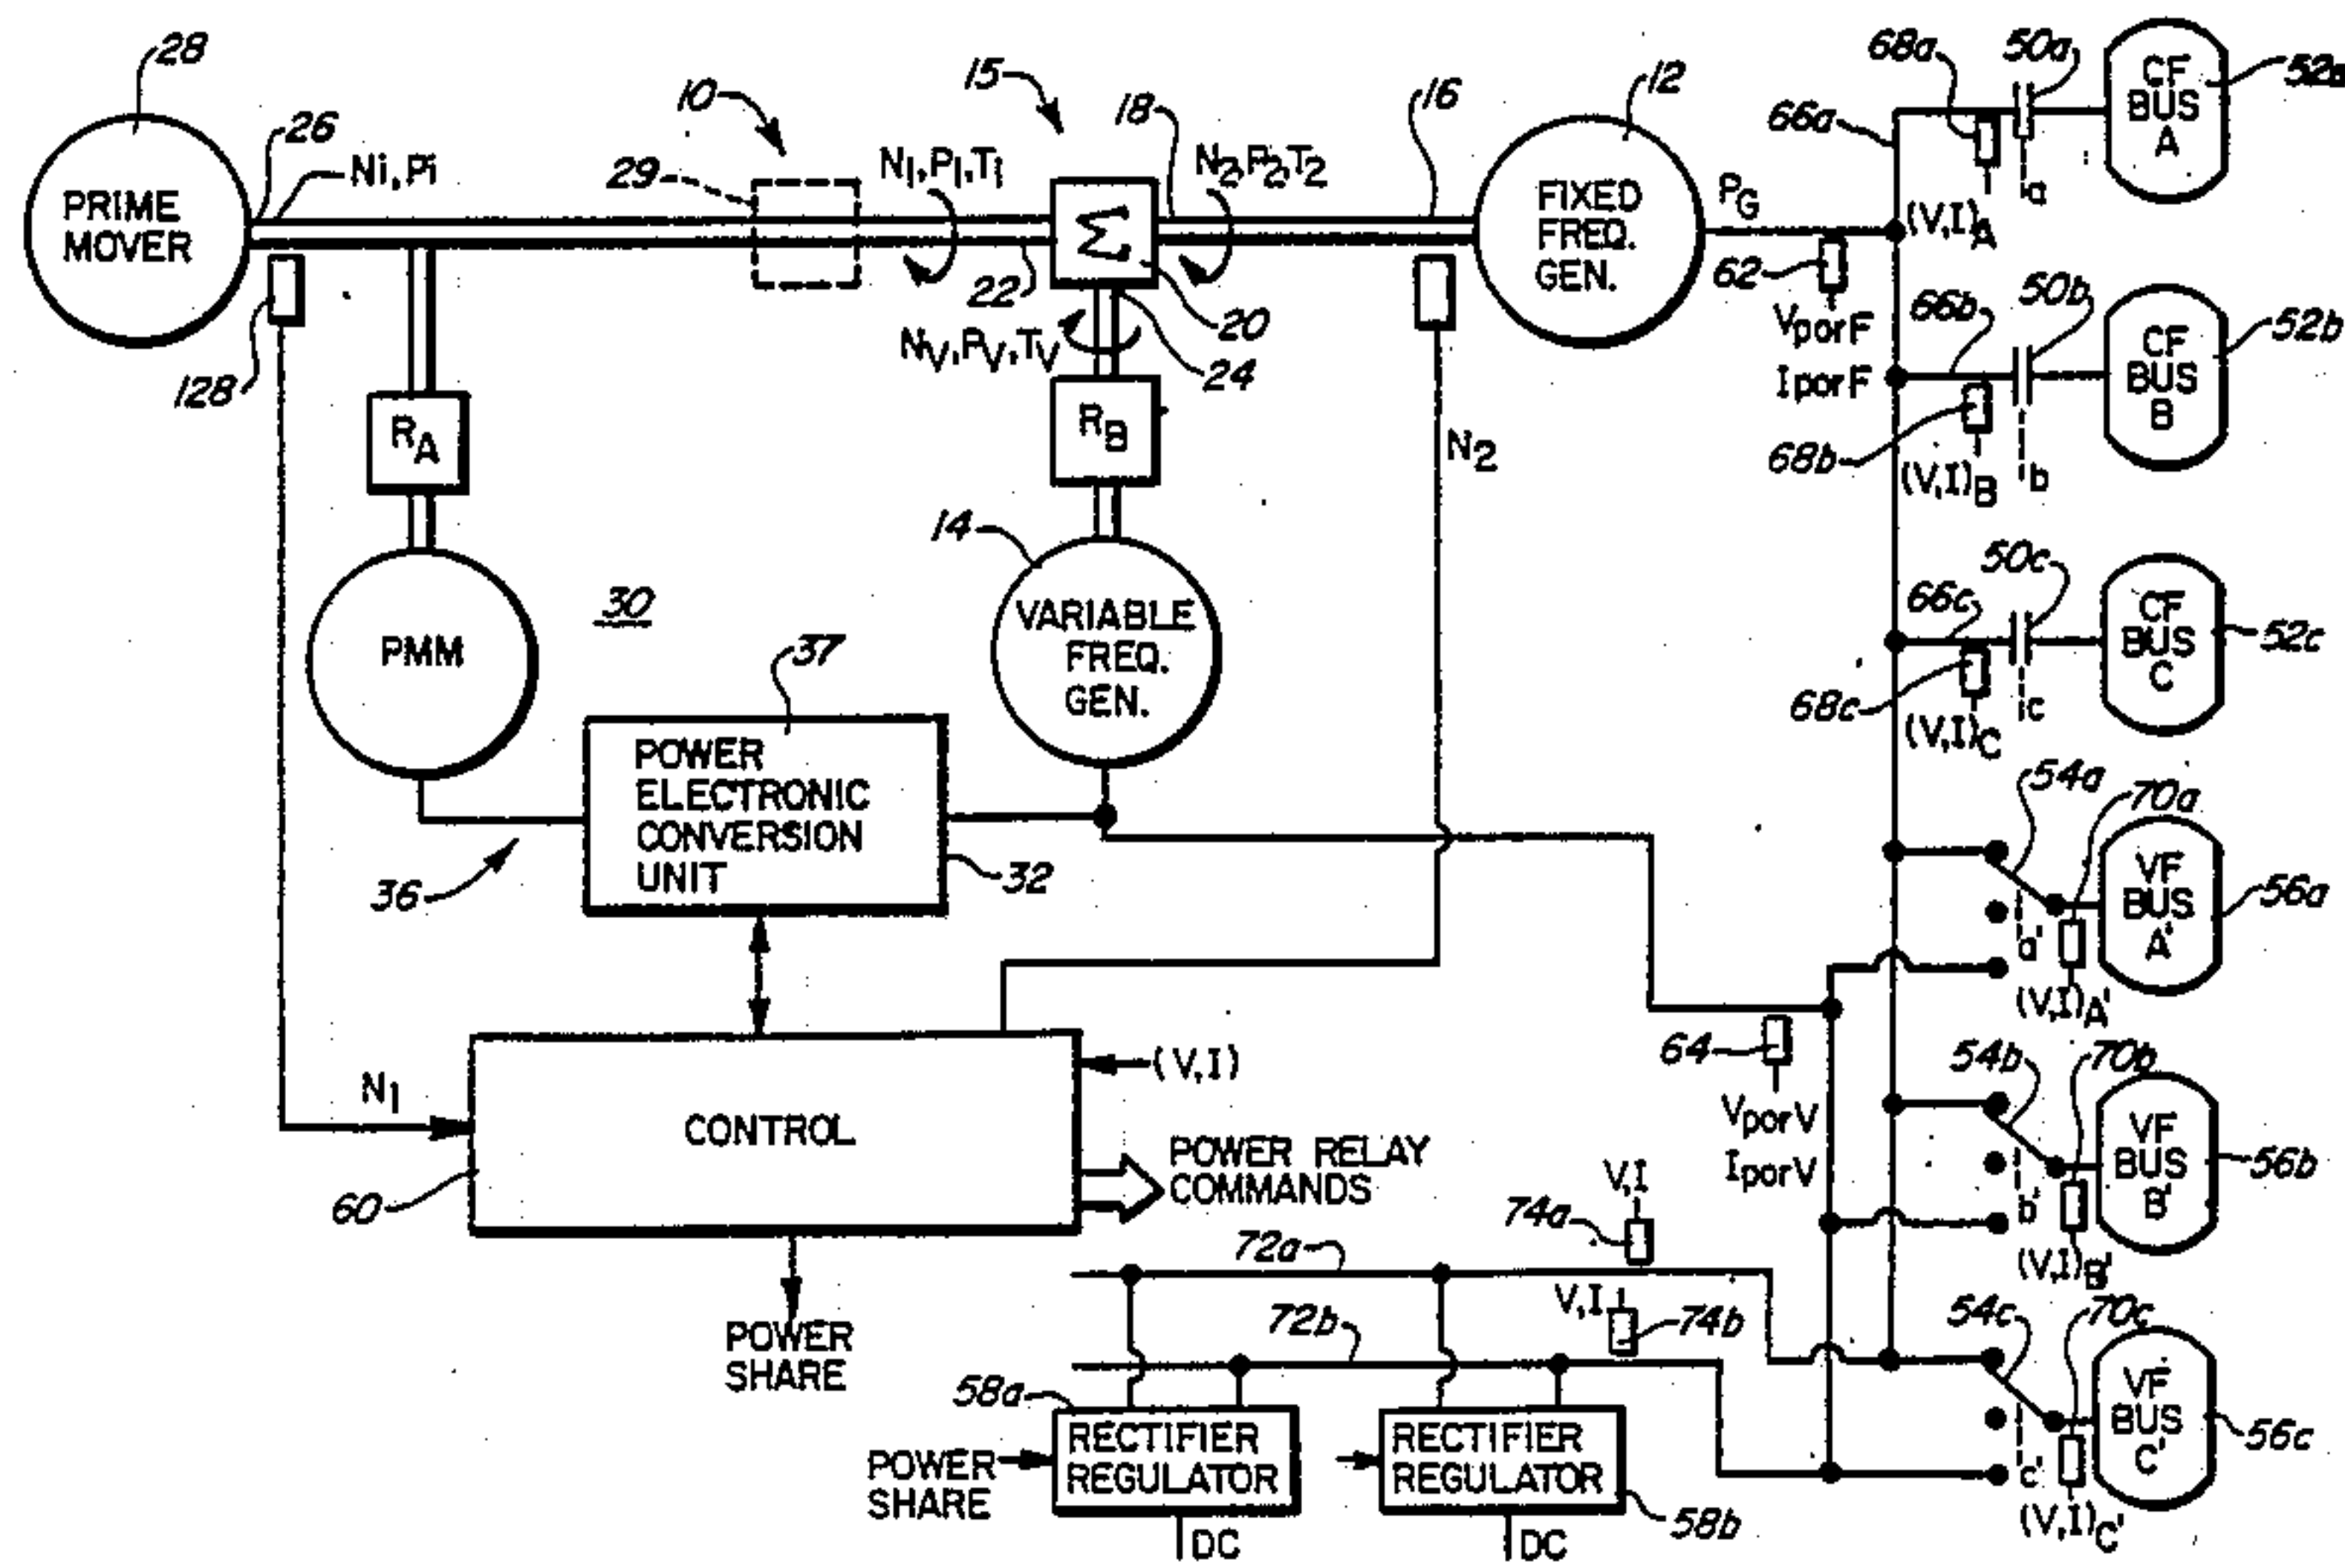 28
26
Ni,Pi
PRIME
MOVER
128
10
29
N1,P1,T1
22
15
18
N2,P2,T2
16
Σ
20
24
NV,PV,TV
12
FIXED
FREQ.
GEN.
PG
62
VporF
IporF
68a
50a
66a
a
(V,I)A
CF
BUS
A
52a
66b
50b
68b
(V,I)B
b
CF
BUS
B
52b
66c
50c
68c
(V,I)C
c
CF
BUS
C
52c
RA
RB
N2
14
PMM
30
VARIABLE
FREQ.
GEN.
37
POWER
ELECTRONIC
CONVERSION
UNIT
32
36
54a
70a
a'
(V,I)A'
VF
BUS
A'
56a
64
VporV
IporV
54b
70b
b'
(V,I)B'
VF
BUS
B'
56b
54c
70c
c'
(V,I)C'
VF
BUS
C'
56c
N1
CONTROL
60
(V,I)
POWER RELAY
COMMANDS
POWER
SHARE
72a
74a
V,I
72b
V,I
74b
58a
RECTIFIER
REGULATOR
POWER
SHARE
DC
RECTIFIER
REGULATOR
58b
DC